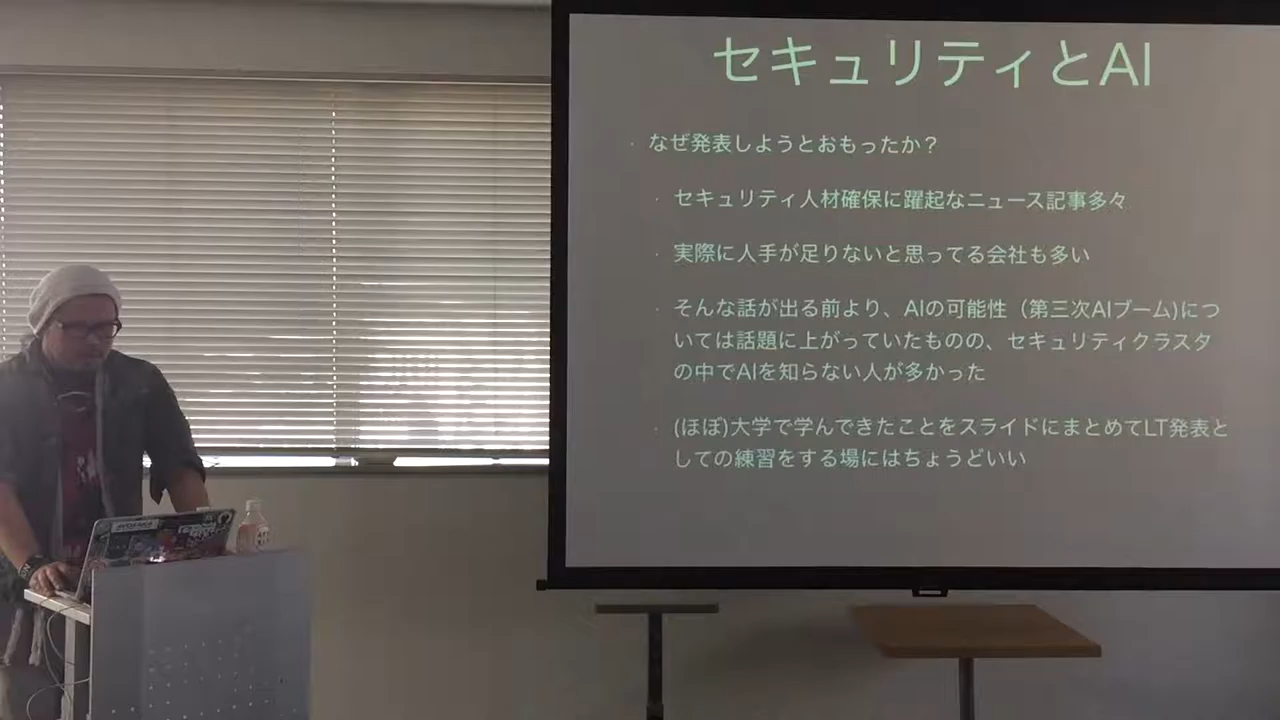 セキュリティとAI
・ なぜ発表しようとおもったか？
・ セキュリティ人材確保に躍起なニュース記事多々
・ 実際に人手が足りないと思ってる会社も多い
・ そんな話が出る前より、AIの可能性（第三次AIブーム)につ
いては話題に上がっていたものの、セキュリティクラスタ
の中でAIを知らない人が多かった
・ (ほぼ)大学で学んできたことをスライドにまとめてLT発表と
しての練習をする場にはちょうどいい